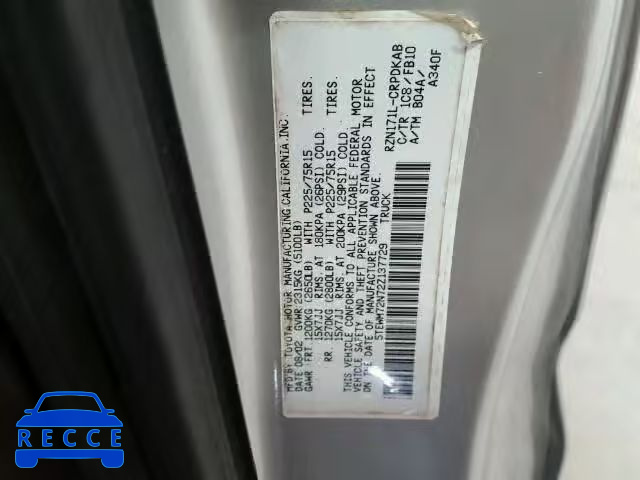 MFD BY TOYOTA MOTOR MANUFACTURING CALIFORNIA.INC.
DATE 08/02 GVWR 2315KG (5100LB)
GAWR FRT 1200KG (2650LB) WITH P225/75R15 TIRES.
15X7JJ RIMS. AT 180KPA (26PSI) COLD.
RR. 1270KG (2800LB) WITH P225/75R15 TIRES.
15X7JJ RIMS. AT 200KPA (29PSI) COLD.
THIS VEHICLE CONFORMS TO ALL APPLICABLE FEDERAL MOTOR
VEHICLE SAFETY AND THEFT PREVENTION STANDARDS IN EFFECT
ON THE DATE OF MANUFACTURE SHOWN ABOVE.
5TEWM72N72Z137729 TRUCK
RZN171L-CRPDKAB
C/TR 1C8/FB10
A/TM B04A/
A340F
RECCE